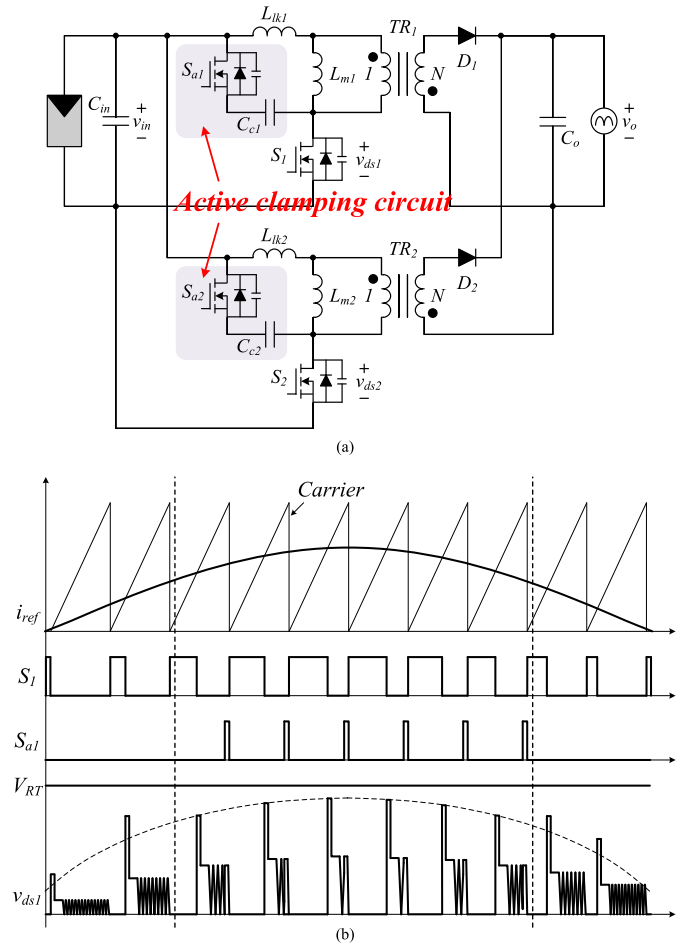 L_lk1
TR_1
S_a1
L_m1
1
N
D_1
C_in
+
v_in
−
C_c1
S_1
+
v_ds1
−
C_o
+
v_o
−
Active clamping circuit
L_lk2
TR_2
S_a2
L_m2
1
N
D_2
C_c2
S_2
+
v_ds2
−
(a)
Carrier
i_ref
S_1
S_a1
V_RT
v_ds1
(b)